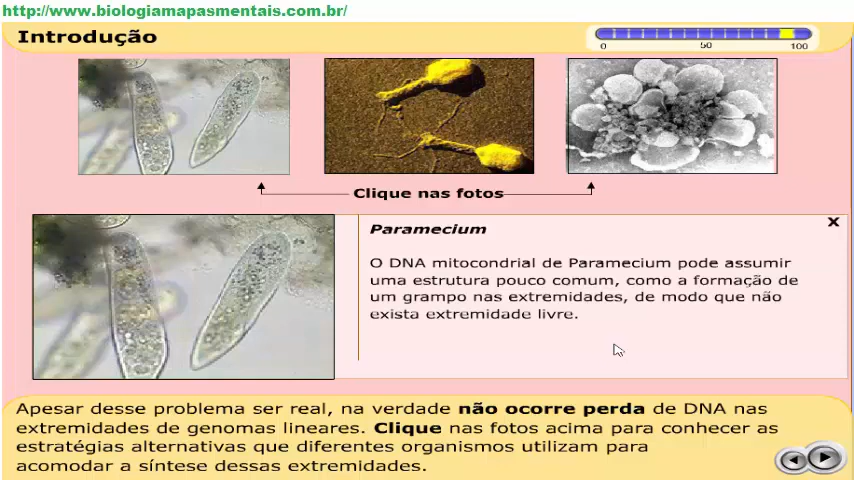 http://www.biologiamapasmentais.com.br/
Introdução
0 50 100
Clique nas fotos
Paramecium
X
O DNA mitocondrial de Paramecium pode assumir
uma estrutura pouco comum, como a formação de
um grampo nas extremidades, de modo que não
exista extremidade livre.
Apesar desse problema ser real, na verdade não ocorre perda de DNA nas
extremidades de genomas lineares. Clique nas fotos acima para conhecer as
estratégias alternativas que diferentes organismos utilizam para
acomodar a síntese dessas extremidades.